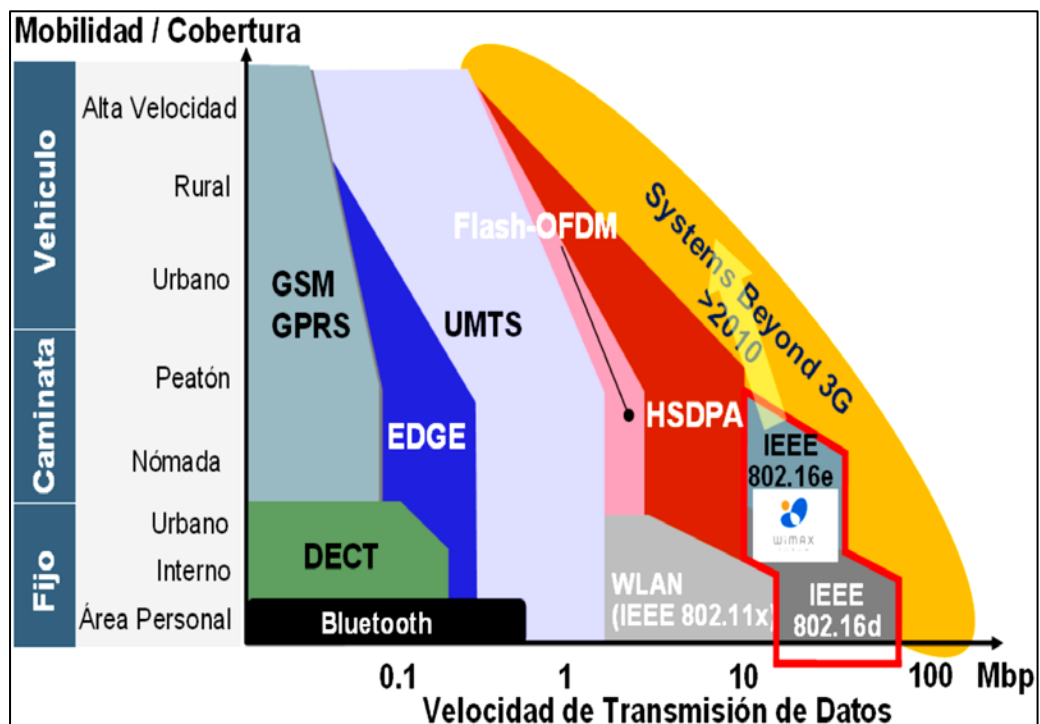 Mobilidad / Cobertura
Vehiculo
Alta Velocidad
Rural
Urbano
Caminata
Peatón
Nómada
Fijo
Urbano
Interno
Área Personal
GSM
GPRS
EDGE
UMTS
Flash-OFDM
HSDPA
Systems Beyond 3G
>2010
IEEE
802.16e
WiMAX
FORUM
DECT
Bluetooth
WLAN
(IEEE 802.11x)
IEEE
802.16d
0.1
1
10
100
Mbp
Velocidad de Transmisión de Datos